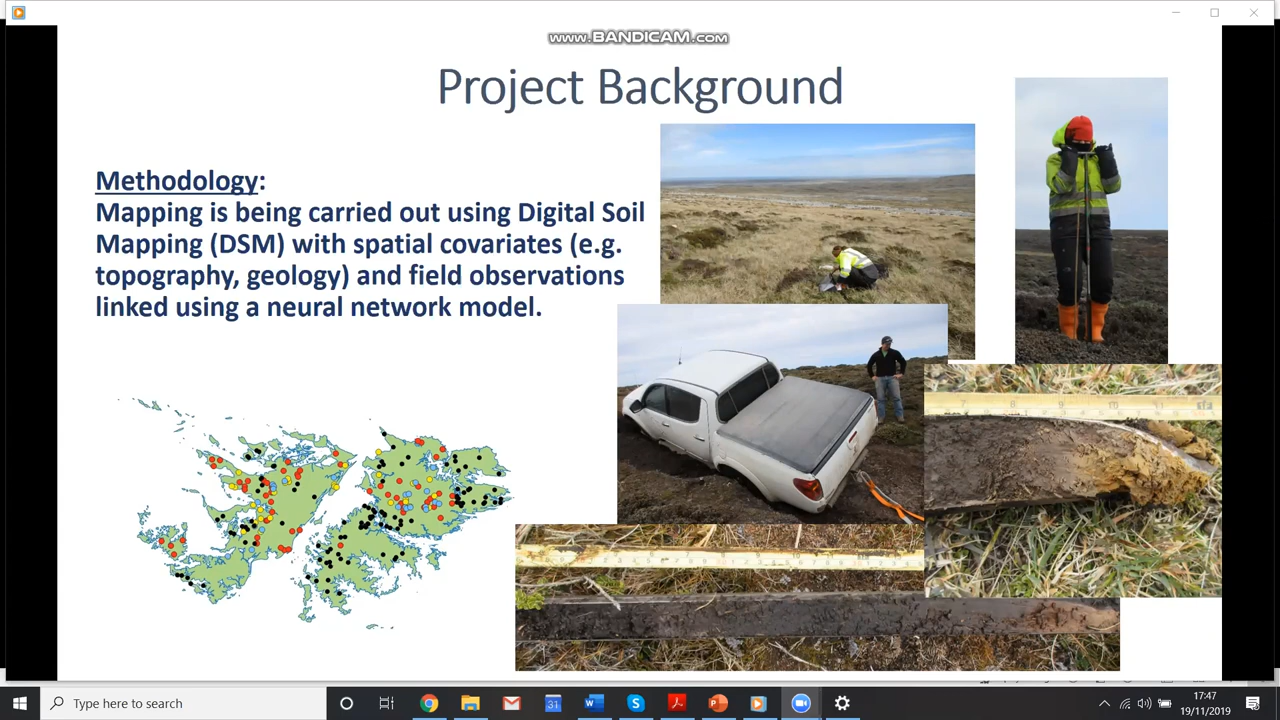 www.BANDICAM.com
Project Background
Methodology:
Mapping is being carried out using Digital Soil
Mapping (DSM) with spatial covariates (e.g.
topography, geology) and field observations
linked using a neural network model.
Type here to search
31
17:47
19/11/2019